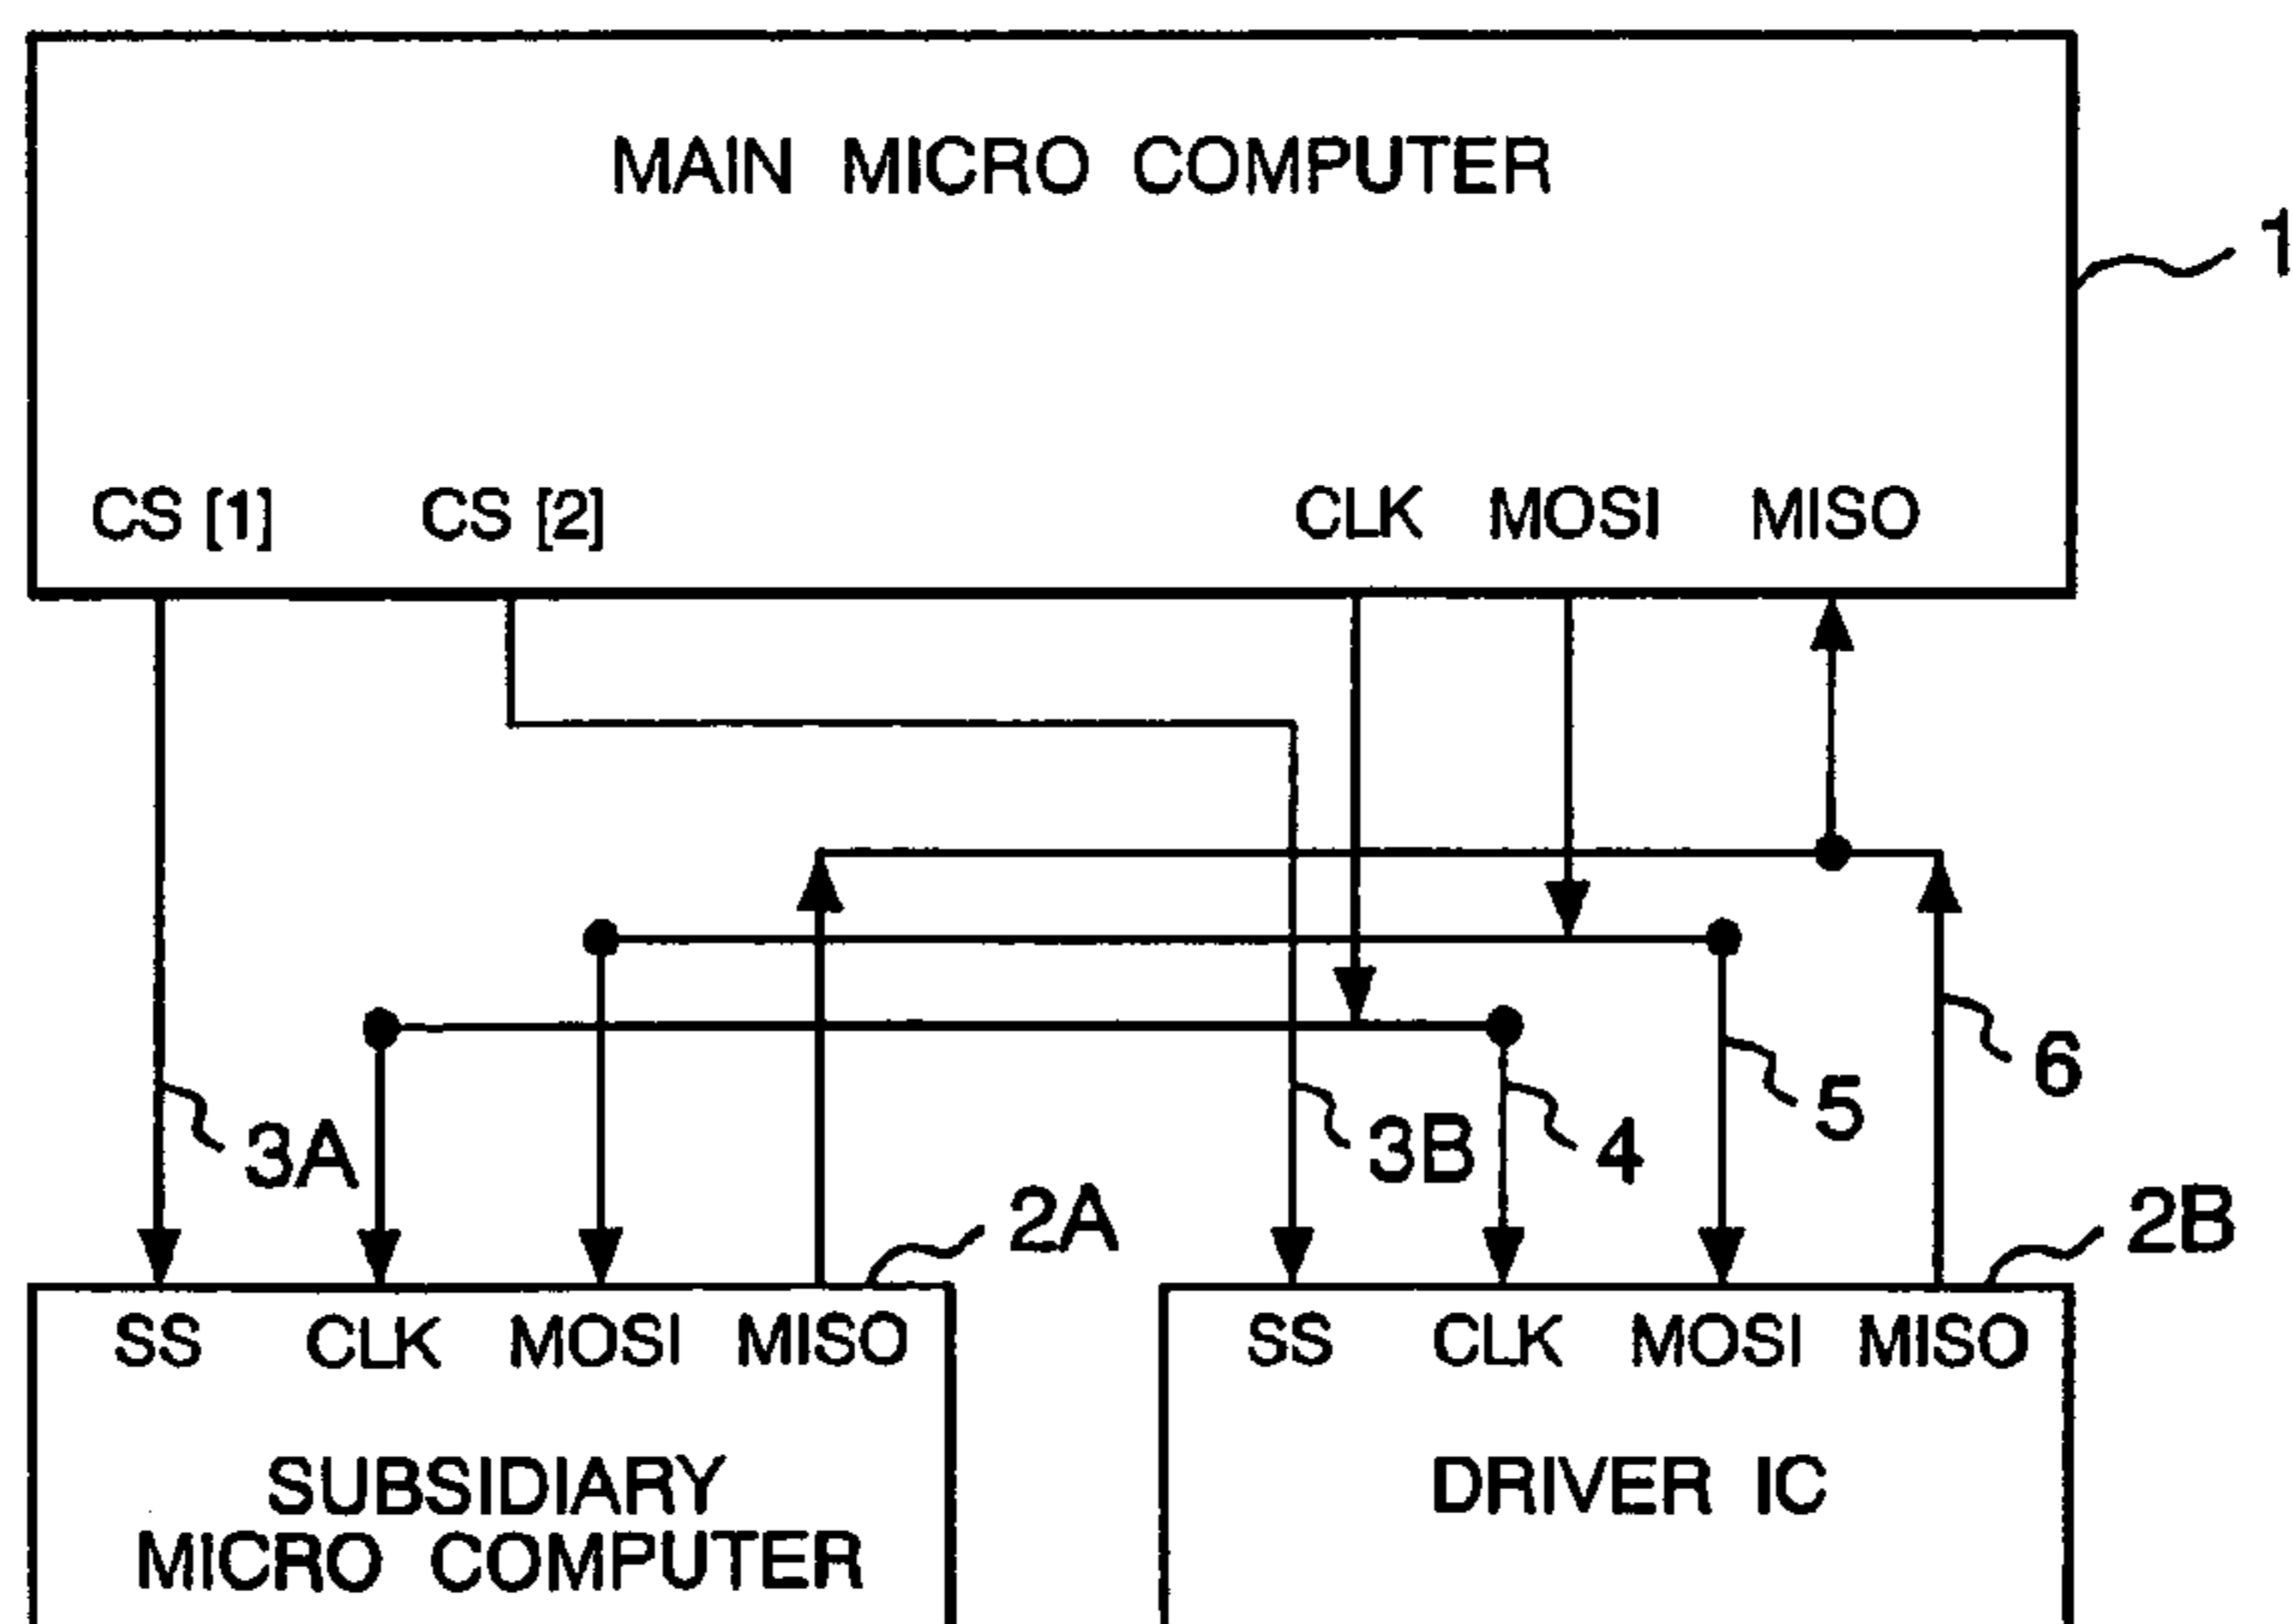 MAIN MICRO COMPUTER
1
CS [1] CS [2] CLK MOSI MISO
6
5
3A 3B 4
2A 2B
SS CLK MOSI MISO SS CLK MOSI MISO
SUBSIDIARY DRIVER IC
MICRO COMPUTER